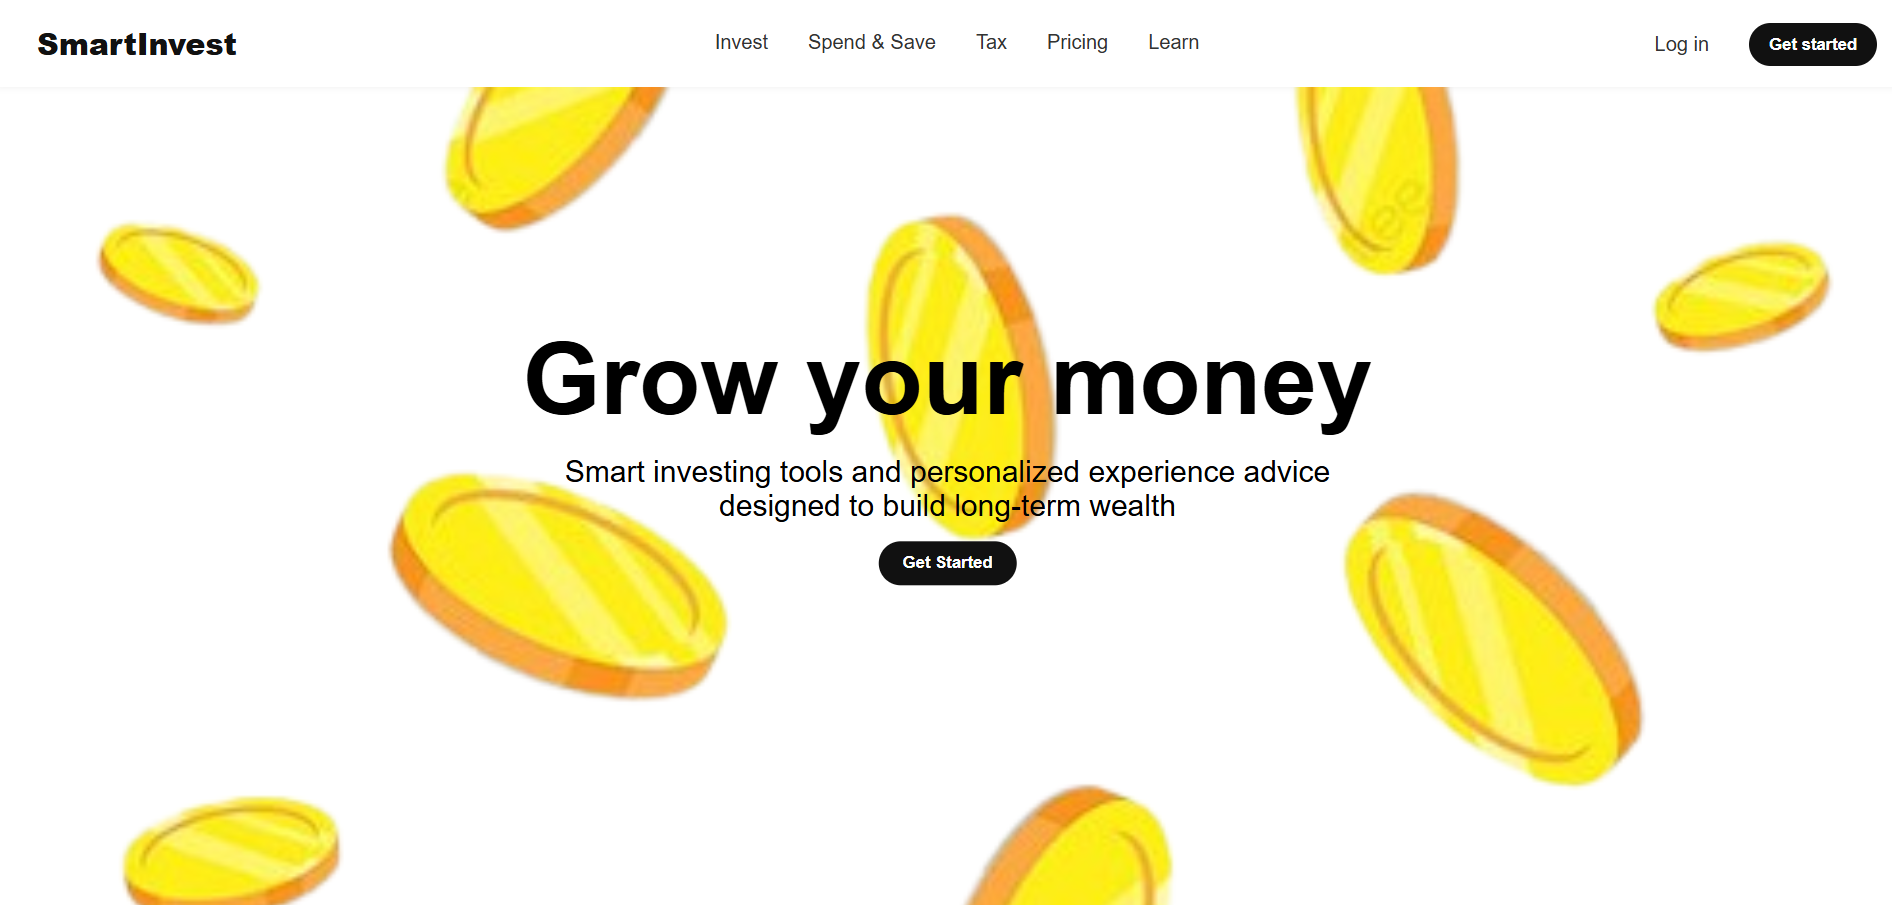 SmartInvest
Invest Spend & Save Tax Pricing Learn
Log in Get started
Grow your money
Smart investing tools and personalized experience advice
designed to build long-term wealth
Get Started